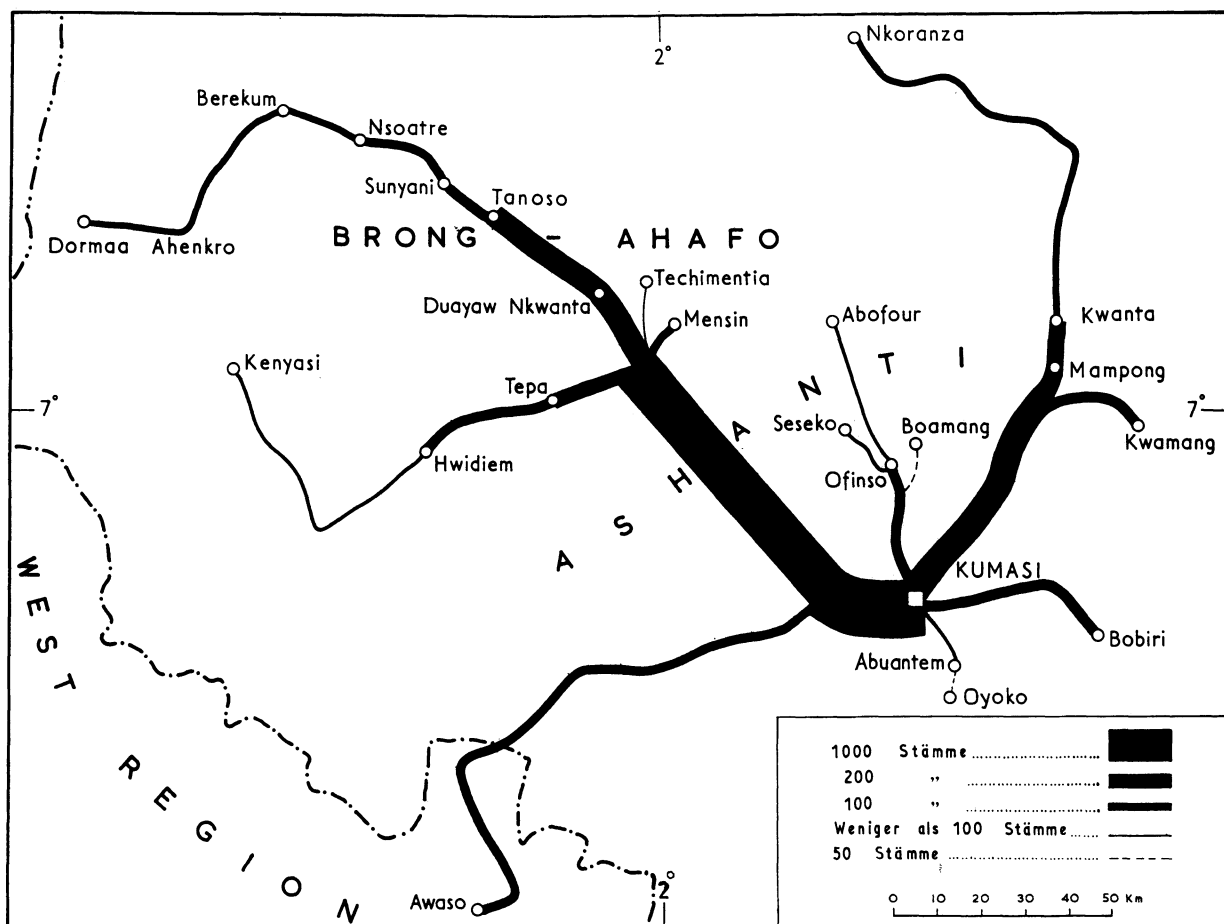 2°
Nkoranza
Berekum
Nsoatre
Sunyani
Tanoso
Dormaa Ahenkro
BRONG - AHAFO
Techimentia
Duayaw Nkwanta
Mensin
Abofour
Kwanta
Kenyasi
Mampong
Tepa
7°
7°
Seseko
Boamang
Kwamang
Hwidiem
Ofinso
ASHANTI
KUMASI
WEST REGION
Bobiri
Abuantem
Oyoko
Awaso
2°
1000 Stämme
200 "
100 "
Weniger als 100 Stämme
50 Stämme
0 10 20 30 40 50 Km